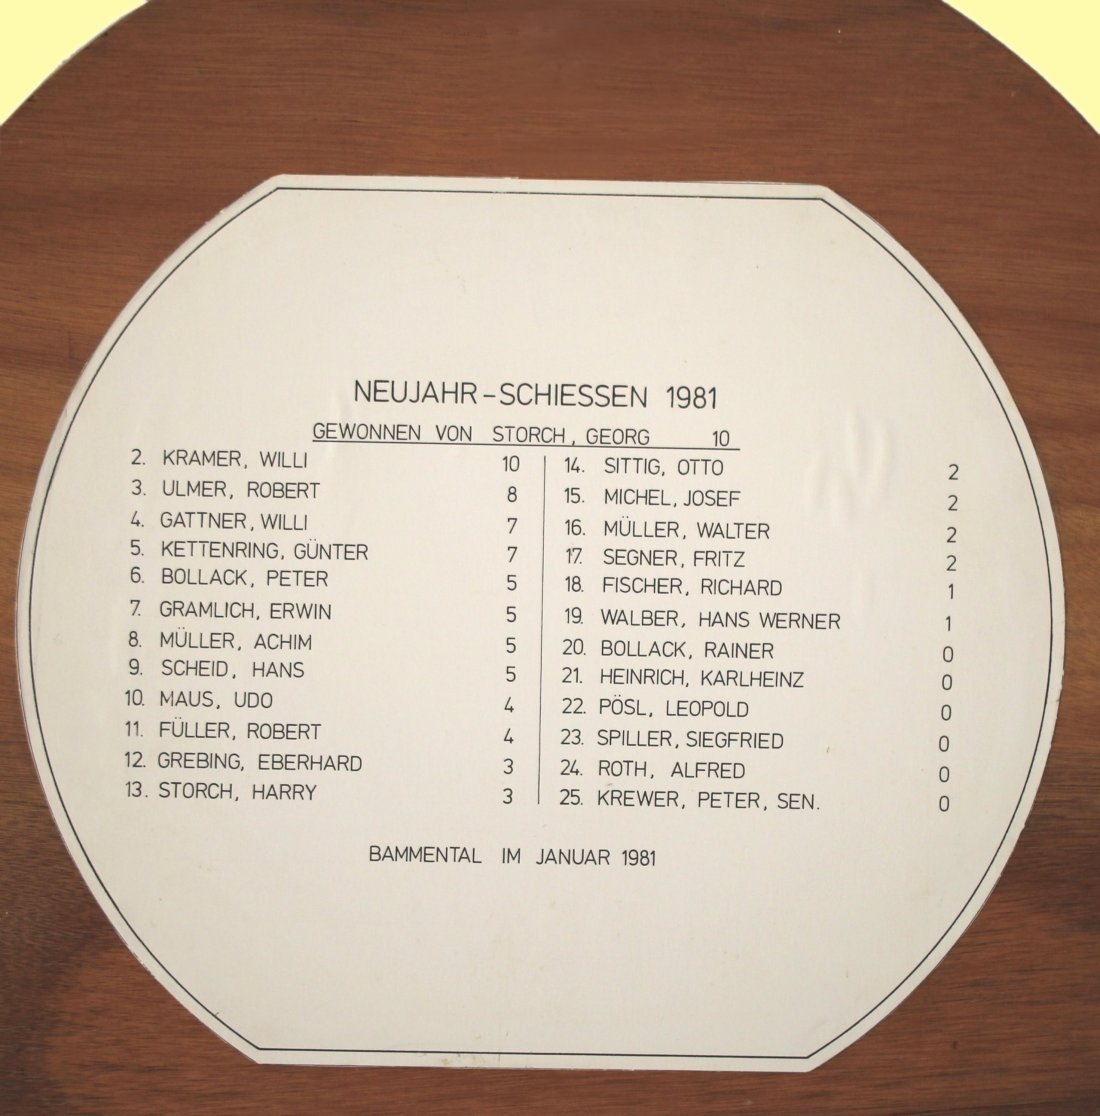 NEUJAHR-SCHIESSEN 1981
GEWONNEN VON STORCH, GEORG 10
2. KRAMER, WILLI 10
3. ULMER, ROBERT 8
4. GATTNER, WILLI 7
5. KETTENRING, GÜNTER 7
6. BOLLACK, PETER 5
7. GRAMLICH, ERWIN 5
8. MÜLLER, ACHIM 5
9. SCHEID, HANS 5
10. MAUS, UDO 4
11. FÜLLER, ROBERT 4
12. GREBING, EBERHARD 3
13. STORCH, HARRY 3
14. SITTIG, OTTO 2
15. MICHEL, JOSEF 2
16. MÜLLER, WALTER 2
17. SEGNER, FRITZ 2
18. FISCHER, RICHARD 1
19. WALBER, HANS WERNER 1
20. BOLLACK, RAINER 0
21. HEINRICH, KARLHEINZ 0
22. PÖSL, LEOPOLD 0
23. SPILLER, SIEGFRIED 0
24. ROTH, ALFRED 0
25. KREWER, PETER, SEN. 0
BAMMENTAL IM JANUAR 1981